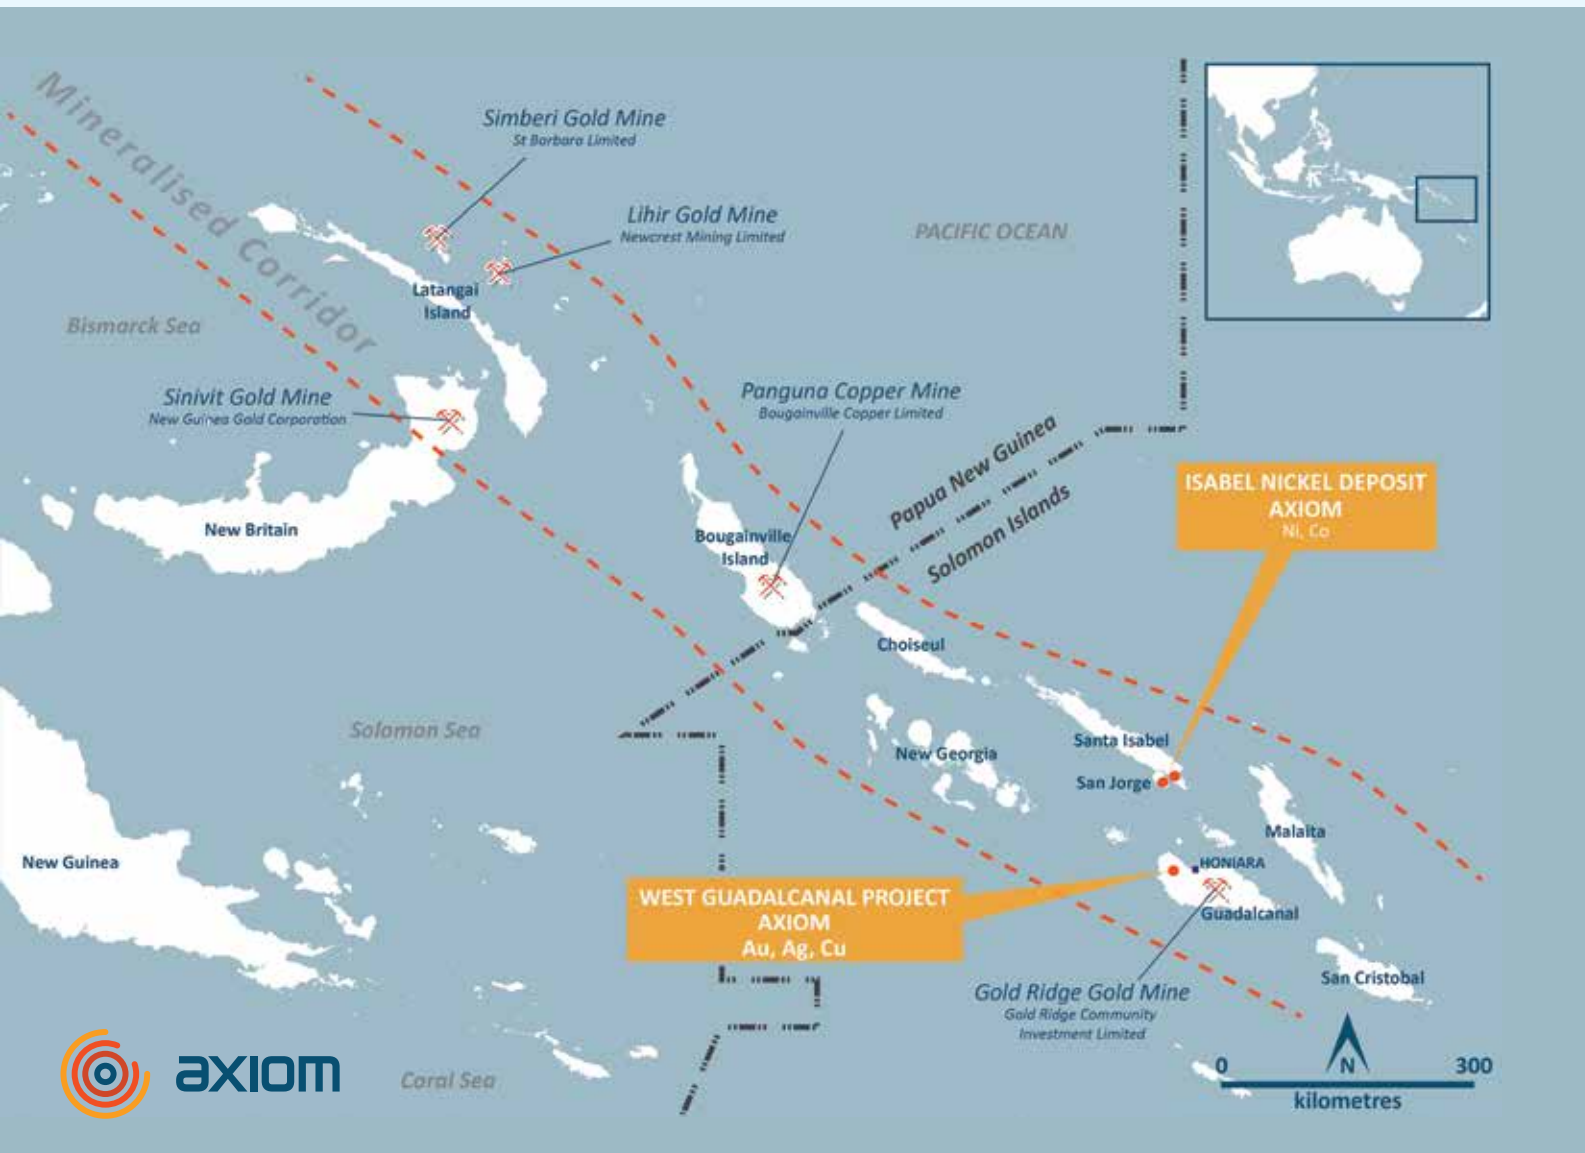 Mineralised Corridor
Simberi Gold Mine
St Barbara Limited
Lihir Gold Mine
Newcrest Mining Limited
PACIFIC OCEAN
Latangai
Island
Bismarck Sea
Sinivit Gold Mine
New Guinea Gold Corporation
Panguna Copper Mine
Bougainville Copper Limited
Papua New Guinea
Solomon Islands
ISABEL NICKEL DEPOSIT
AXIOM
Ni, Co
New Britain
Bougainville
Island
Choiseul
Solomon Sea
New Georgia
Santa Isabel
San Jorge
Malaita
New Guinea
HONIARA
WEST GUADALCANAL PROJECT
AXIOM
Au, Ag, Cu
Guadalcanal
San Cristobal
Gold Ridge Gold Mine
Gold Ridge Community
Investment Limited
axiom
Coral Sea
0
N
300
kilometres